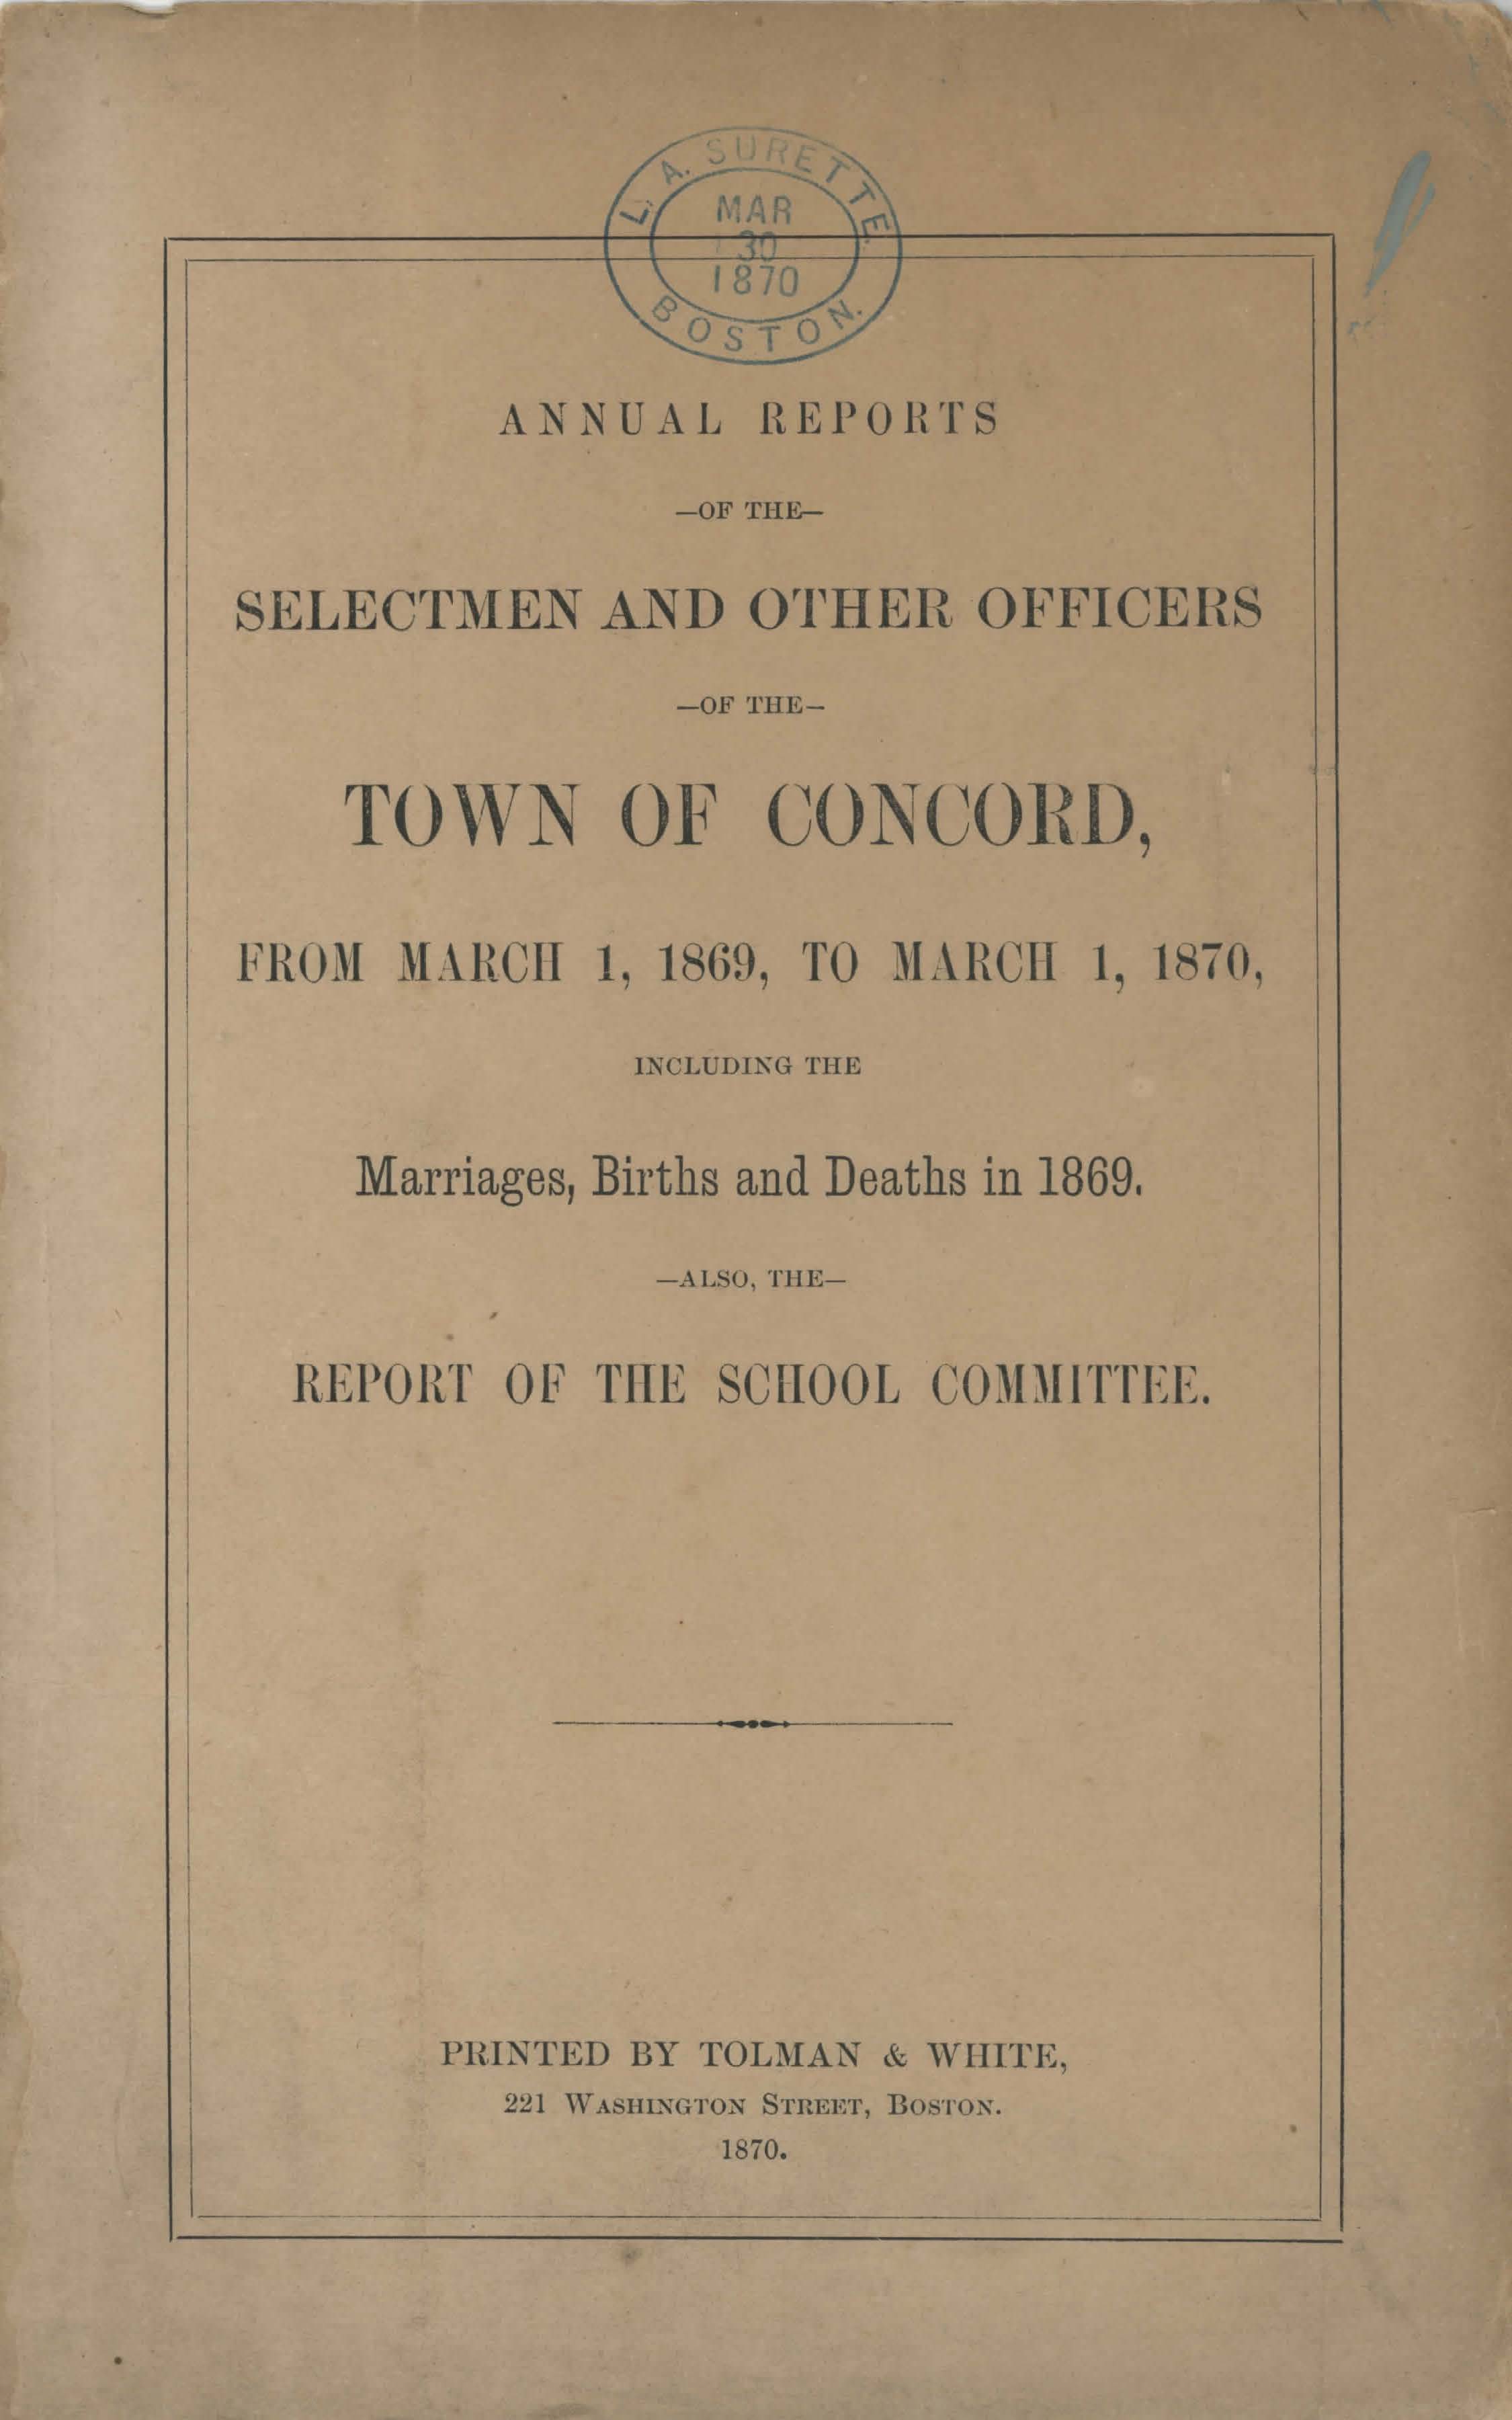 L. A. SURETTE.
MAR
30
1870
BOSTON.
ANNUAL REPORTS
—OF THE—
SELECTMEN AND OTHER OFFICERS
—OF THE—
TOWN OF CONCORD,
FROM MARCH 1, 1869, TO MARCH 1, 1870,
INCLUDING THE
Marriages, Births and Deaths in 1869.
—ALSO, THE—
REPORT OF THE SCHOOL COMMITTEE.
PRINTED BY TOLMAN & WHITE,
221 WASHINGTON STREET, BOSTON.
1870.